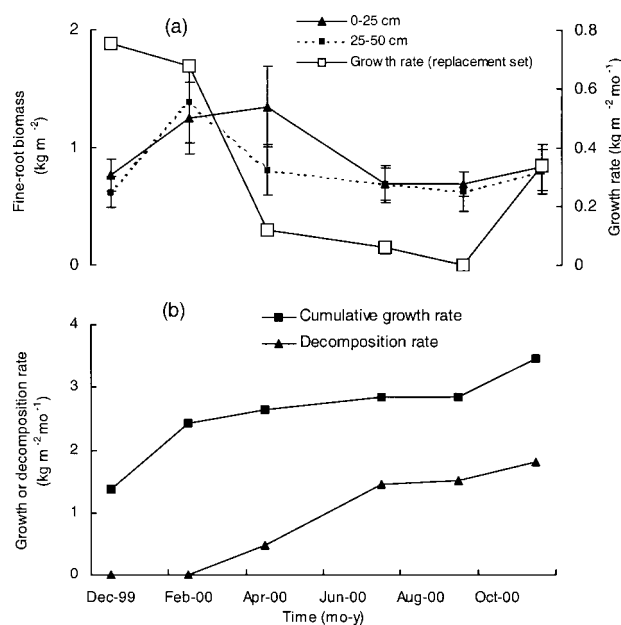 (a)
0-25 cm
25-50 cm
Growth rate (replacement set)
2
1
0
Fine-root biomass
(kg m⁻²)
0.8
0.6
0.4
0.2
0
Growth rate (kg m⁻² mo⁻¹)
(b)
Cumulative growth rate
Decomposition rate
4
3
2
1
0
Growth or decomposition rate
(kg m⁻² mo⁻¹)
Dec-99 Feb-00 Apr-00 Jun-00 Aug-00 Oct-00
Time (mo-y)